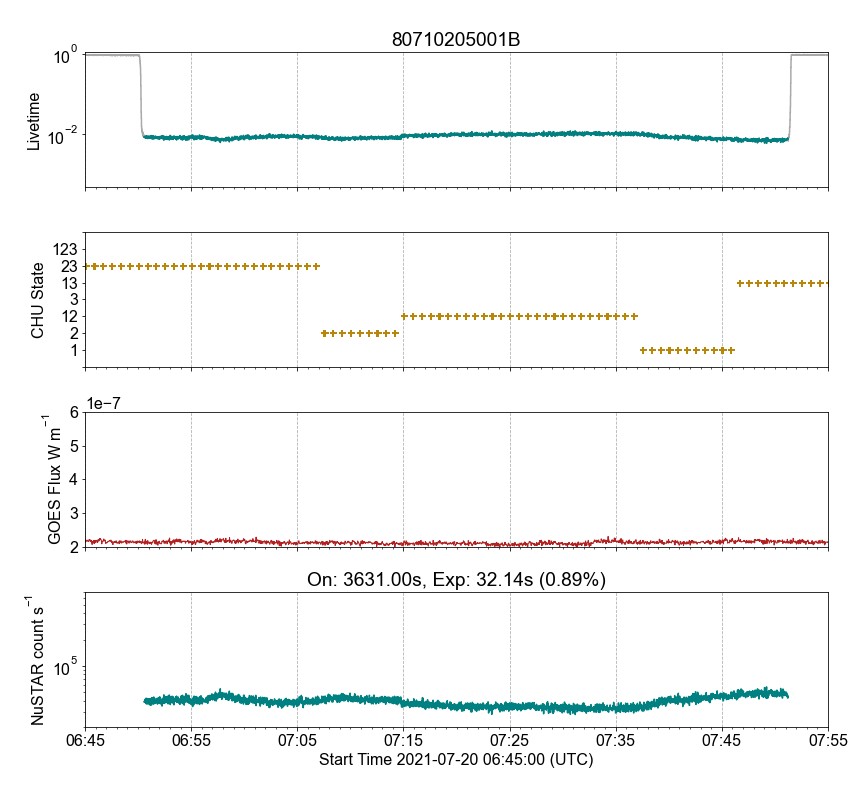 80710205001B
10^0
10^−2
Livetime
123
23
13
3
12
2
1
CHU State
1e−7
6
5
4
3
2
GOES Flux W m^−1
On: 3631.00s, Exp: 32.14s (0.89%)
10^5
NuSTAR count s^−1
06:45 06:55 07:05 07:15 07:25 07:35 07:45 07:55
Start Time 2021-07-20 06:45:00 (UTC)